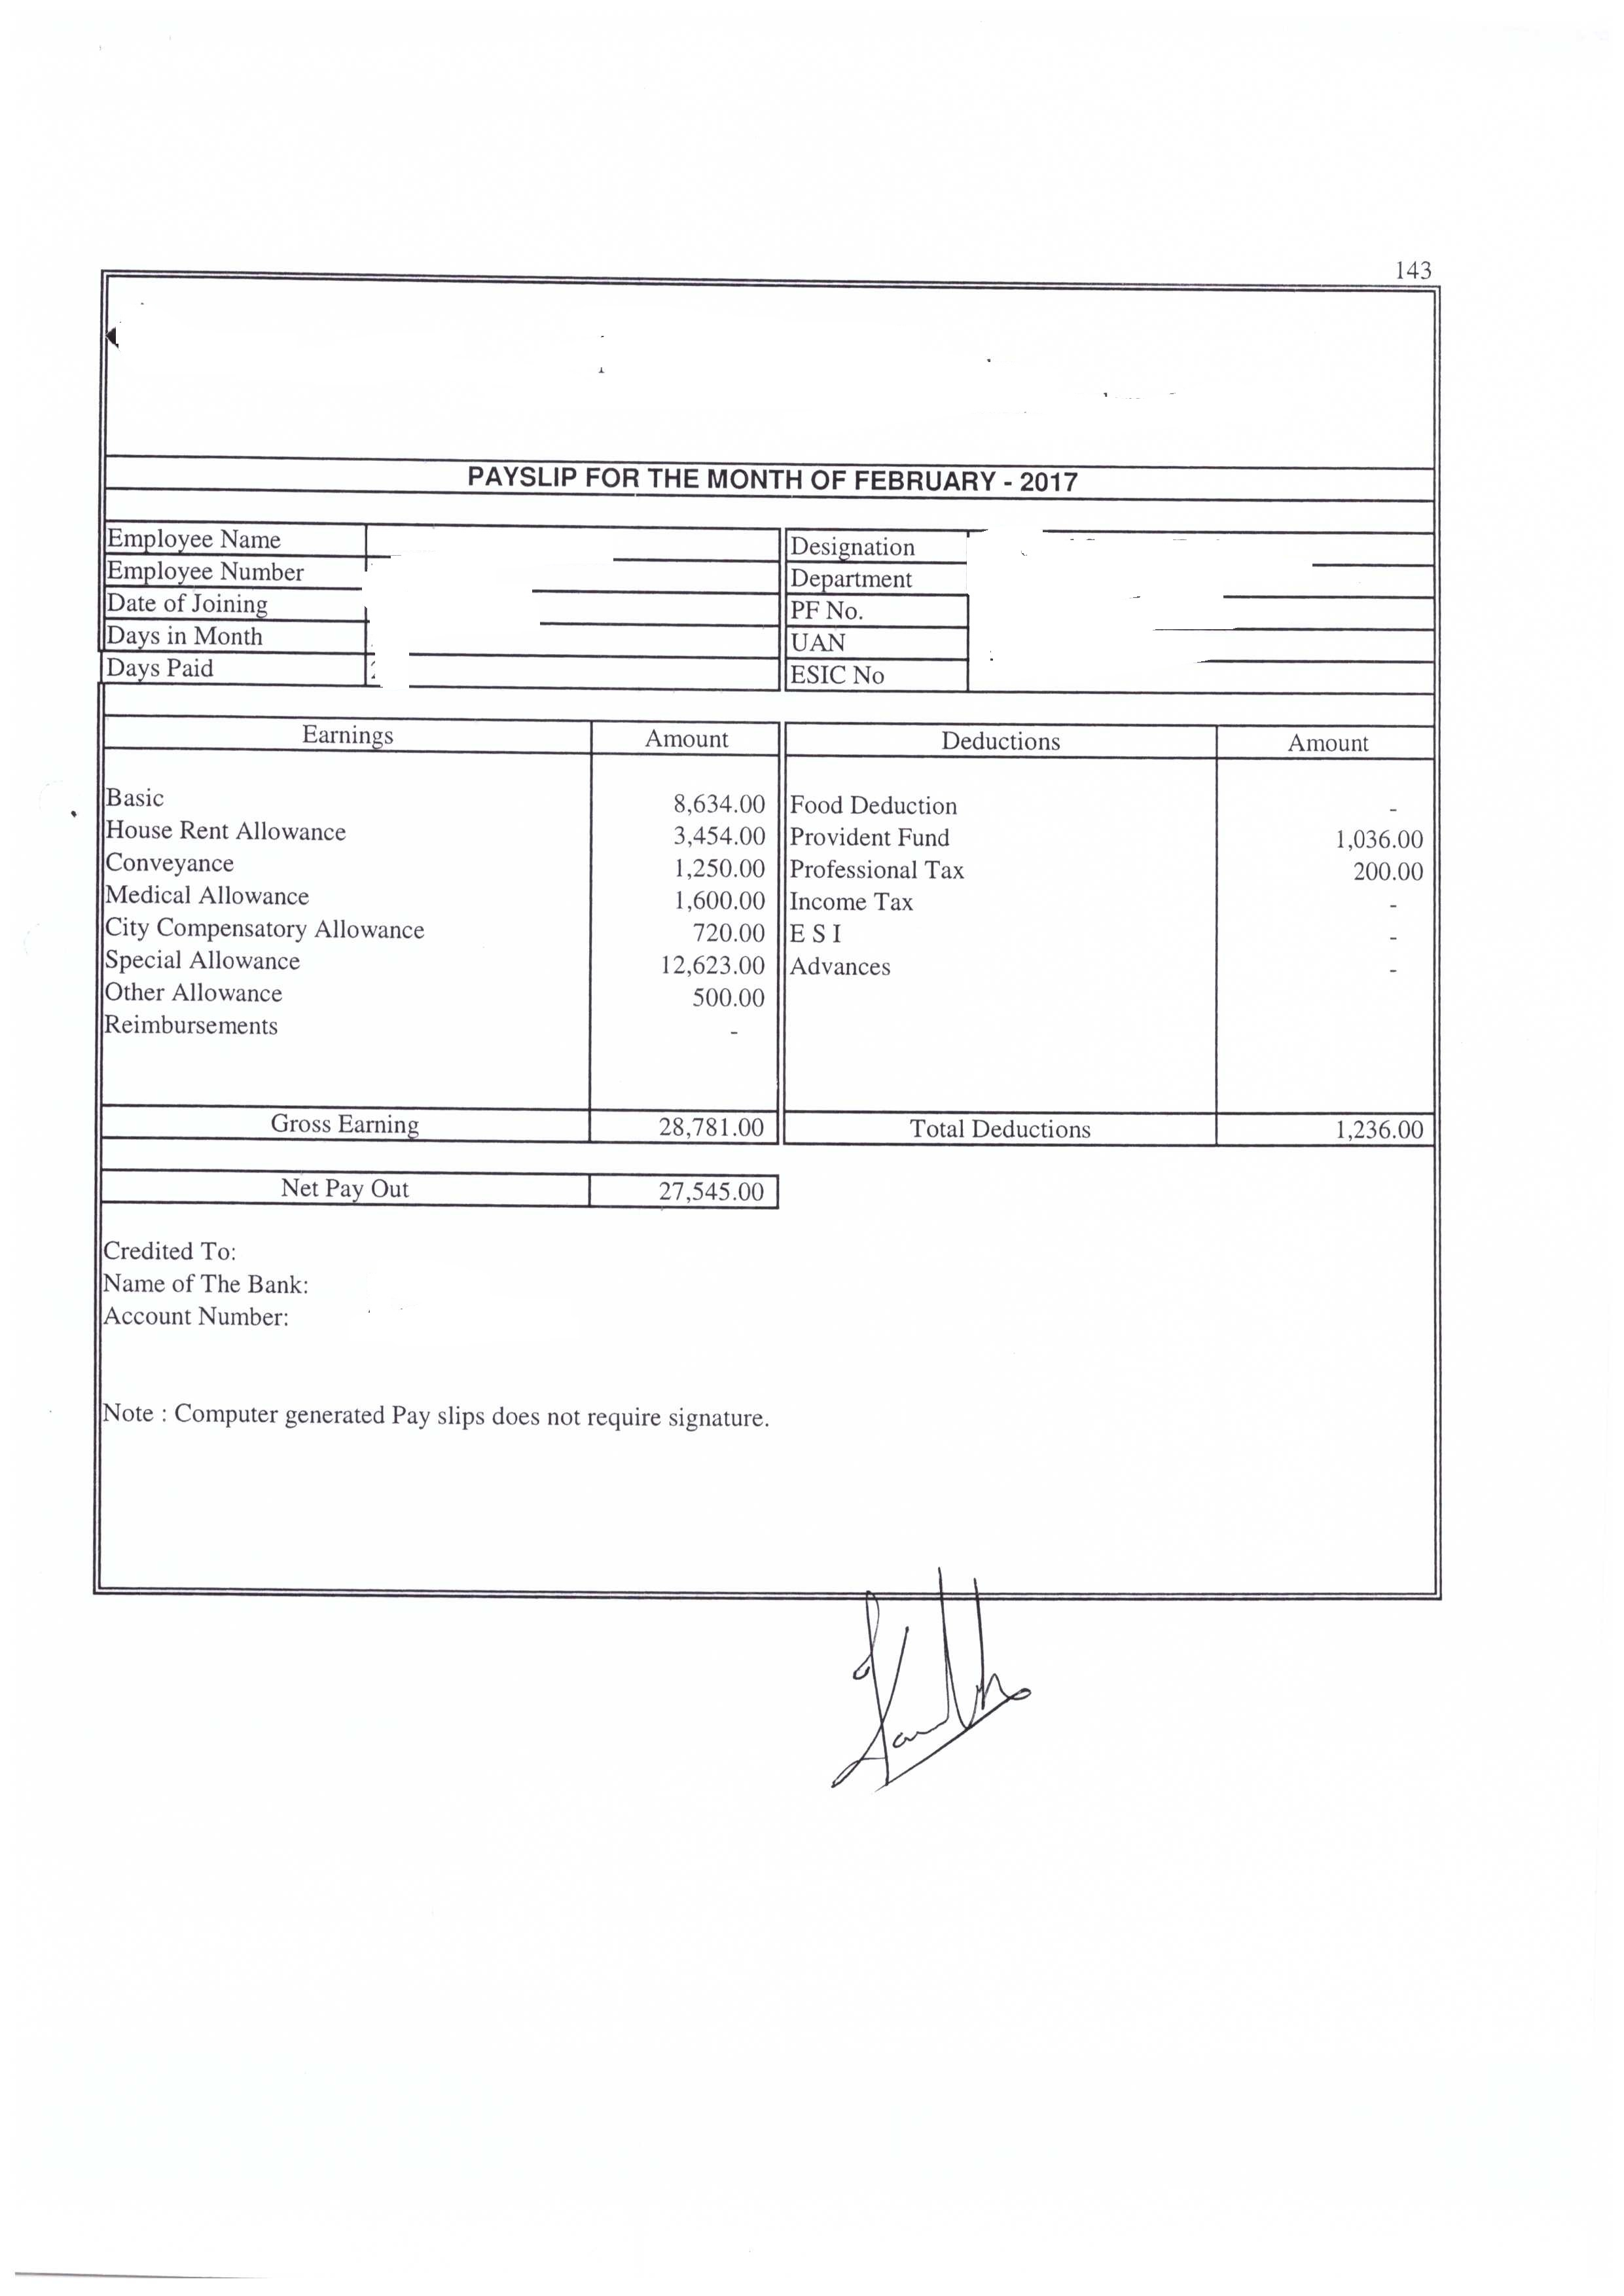 143
PAYSLIP FOR THE MONTH OF FEBRUARY - 2017
Employee Name
Employee Number
Date of Joining
Days in Month
Days Paid
Designation
Department
PF No.
UAN
ESIC No
Earnings Amount Deductions Amount
Basic 8,634.00 Food Deduction -
House Rent Allowance 3,454.00 Provident Fund 1,036.00
Conveyance 1,250.00 Professional Tax 200.00
Medical Allowance 1,600.00 Income Tax -
City Compensatory Allowance 720.00 E S I -
Special Allowance 12,623.00 Advances -
Other Allowance 500.00
Reimbursements -
Gross Earning 28,781.00 Total Deductions 1,236.00
Net Pay Out 27,545.00
Credited To:
Name of The Bank:
Account Number:
Note : Computer generated Pay slips does not require signature.